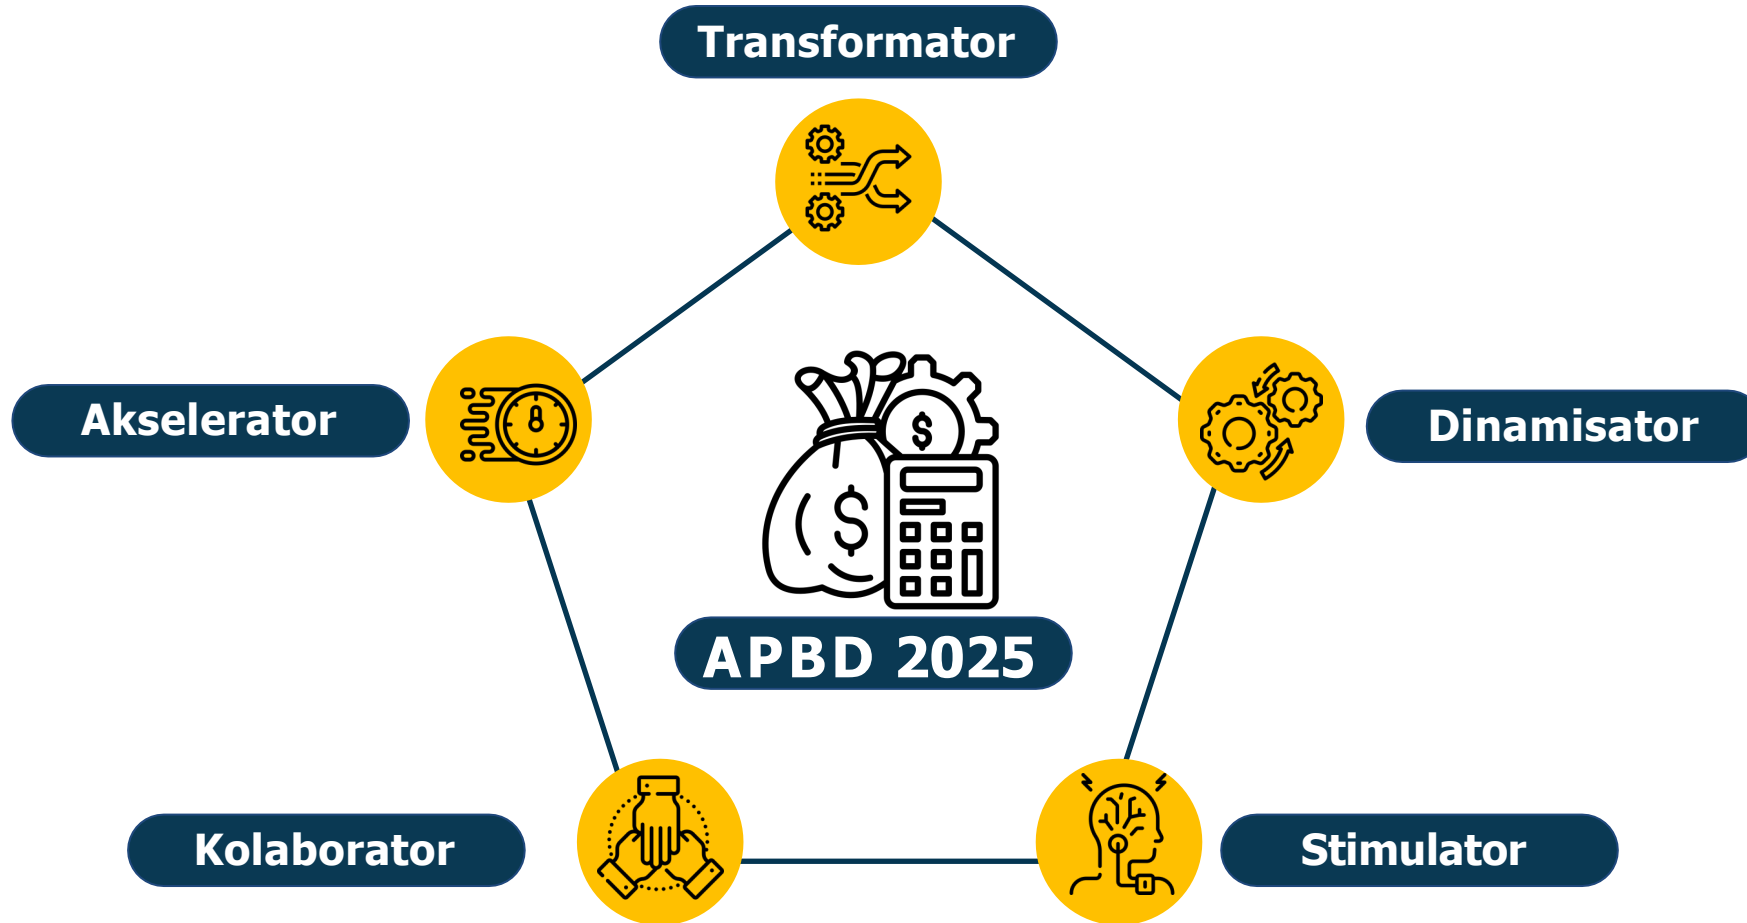 Transformator
Akselerator
Dinamisator
APBD 2025
Kolaborator
Stimulator